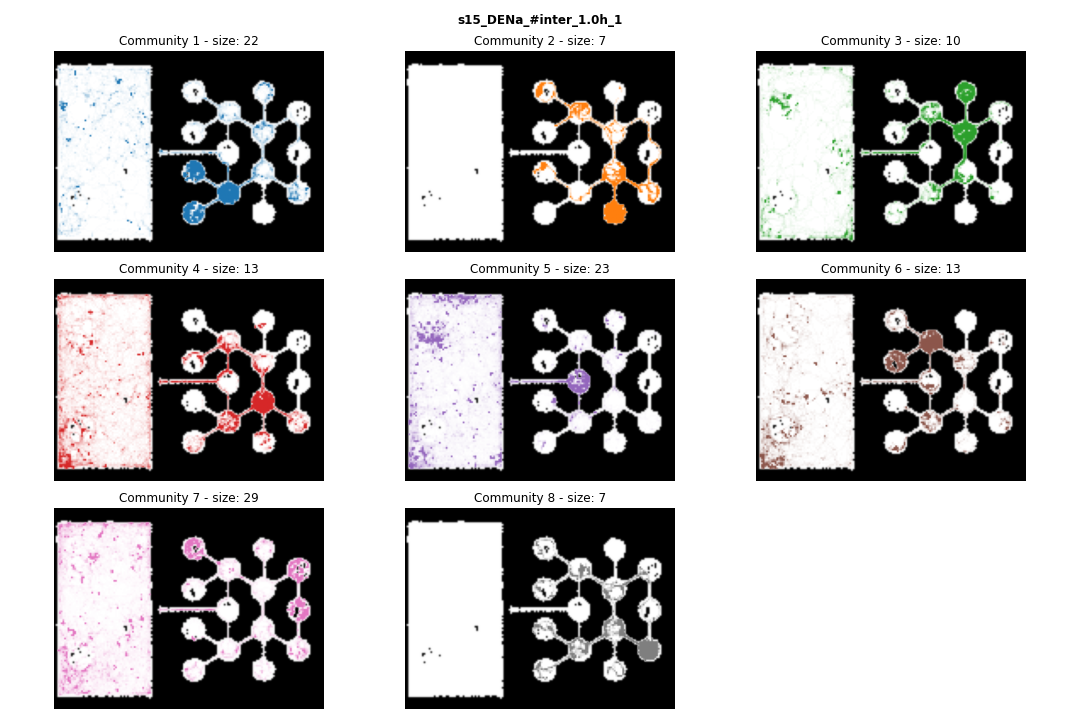 s15_DENa_#inter_1.0h_1
Community 1 - size: 22
Community 2 - size: 7
Community 3 - size: 10
Community 4 - size: 13
Community 5 - size: 23
Community 6 - size: 13
Community 7 - size: 29
Community 8 - size: 7